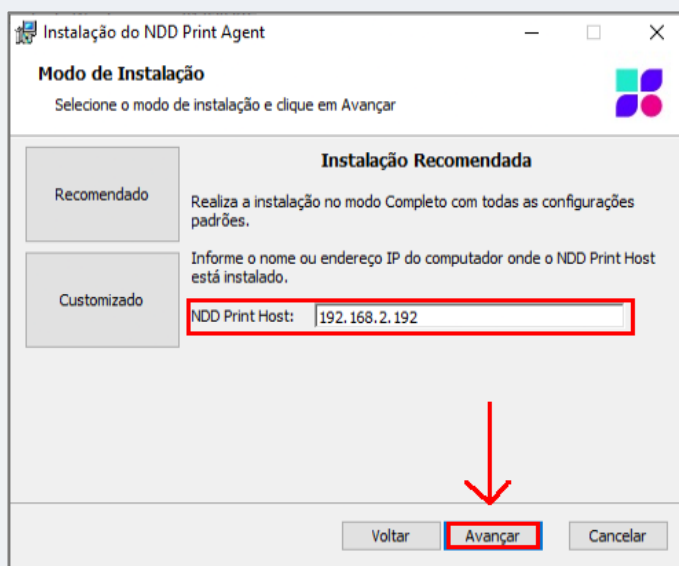 Instalação do NDD Print Agent
Modo de Instalação
Selecione o modo de instalação e clique em Avançar
Recomendado
Customizado
Instalação Recomendada
Realiza a instalação no modo Completo com todas as configurações
padrões.
Informe o nome ou endereço IP do computador onde o NDD Print Host
está instalado.
NDD Print Host: 192.168.2.192
Voltar Avançar Cancelar